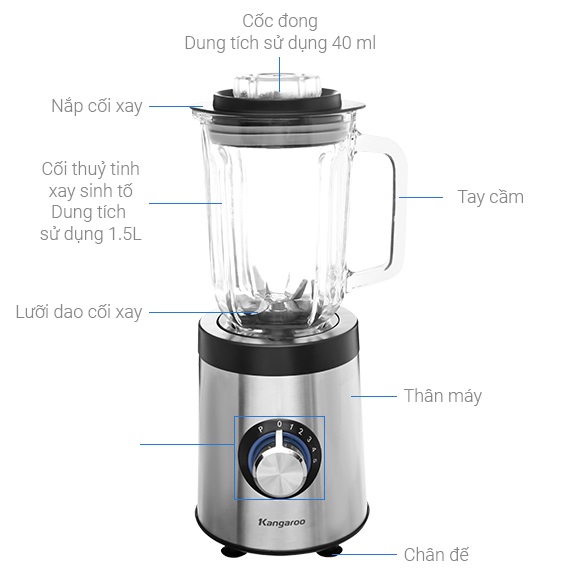 Cốc đong
Dung tích sử dụng 40 ml
Nắp cối xay
Cối thuỷ tinh
xay sinh tố
Dung tích
sử dụng 1.5L
Tay cầm
Lưỡi dao cối xay
Thân máy
P 0 1 2 3 4 5
Kangaroo
Chân đế